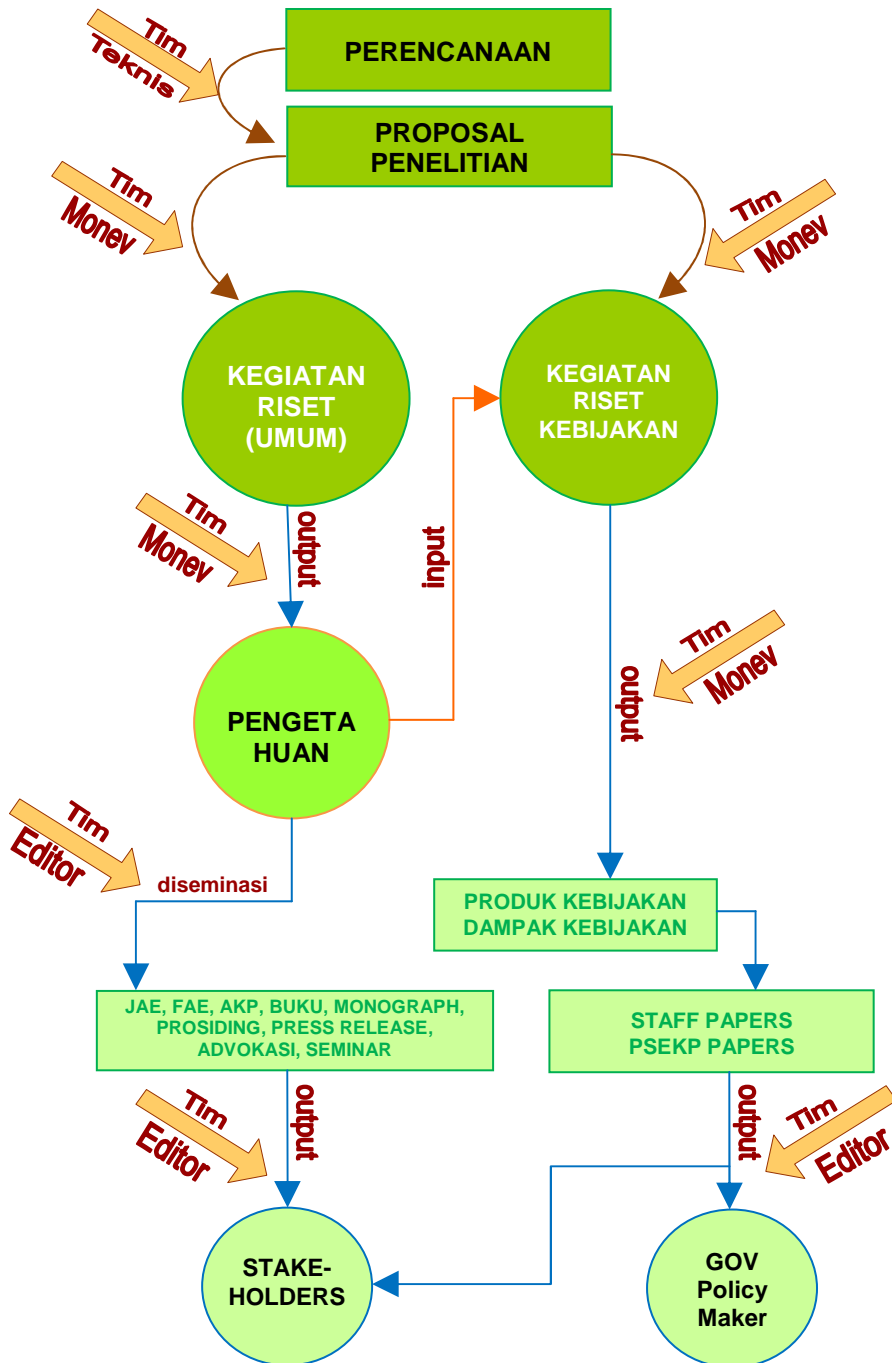 Tim
Teknis
PERENCANAAN
PROPOSAL
PENELITIAN
Tim
Monev
Tim
Monev
KEGIATAN
RISET
(UMUM)
KEGIATAN
RISET
KEBIJAKAN
Tim
Monev
output
input
Tim
Monev
output
PENGETA
HUAN
Tim
Editor
diseminasi
PRODUK KEBIJAKAN
DAMPAK KEBIJAKAN
JAE, FAE, AKP, BUKU, MONOGRAPH,
PROSIDING, PRESS RELEASE,
ADVOKASI, SEMINAR
STAFF PAPERS
PSEKP PAPERS
Tim
Editor
output
output
Tim
Editor
STAKE-
HOLDERS
GOV
Policy
Maker